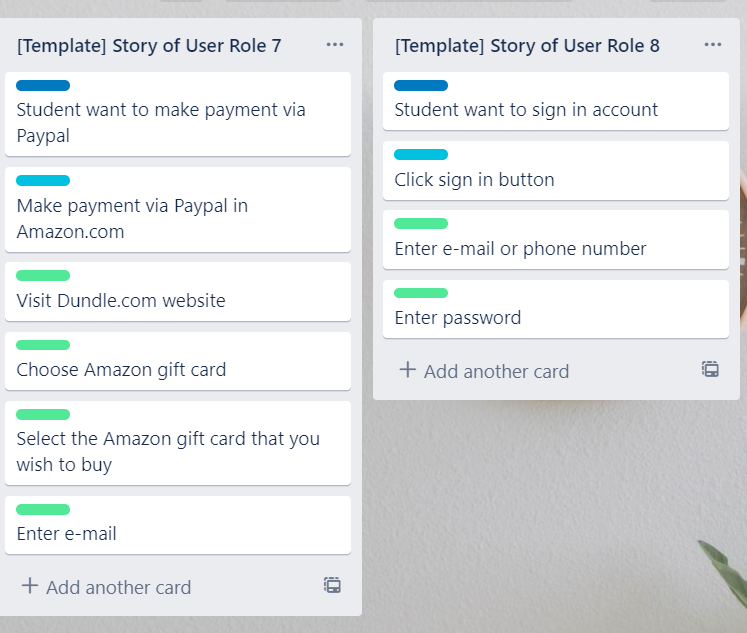 [Template] Story of User Role 7
Student want to make payment via
Paypal
Make payment via Paypal in
Amazon.com
Visit Dundle.com website
Choose Amazon gift card
Select the Amazon gift card that you
wish to buy
Enter e-mail
Add another card
[Template] Story of User Role 8
Student want to sign in account
Click sign in button
Enter e-mail or phone number
Enter password
Add another card